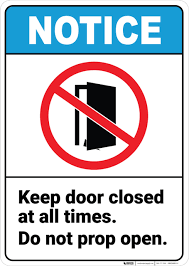 NOTICE
Keep door closed
at all times.
Do not prop open.